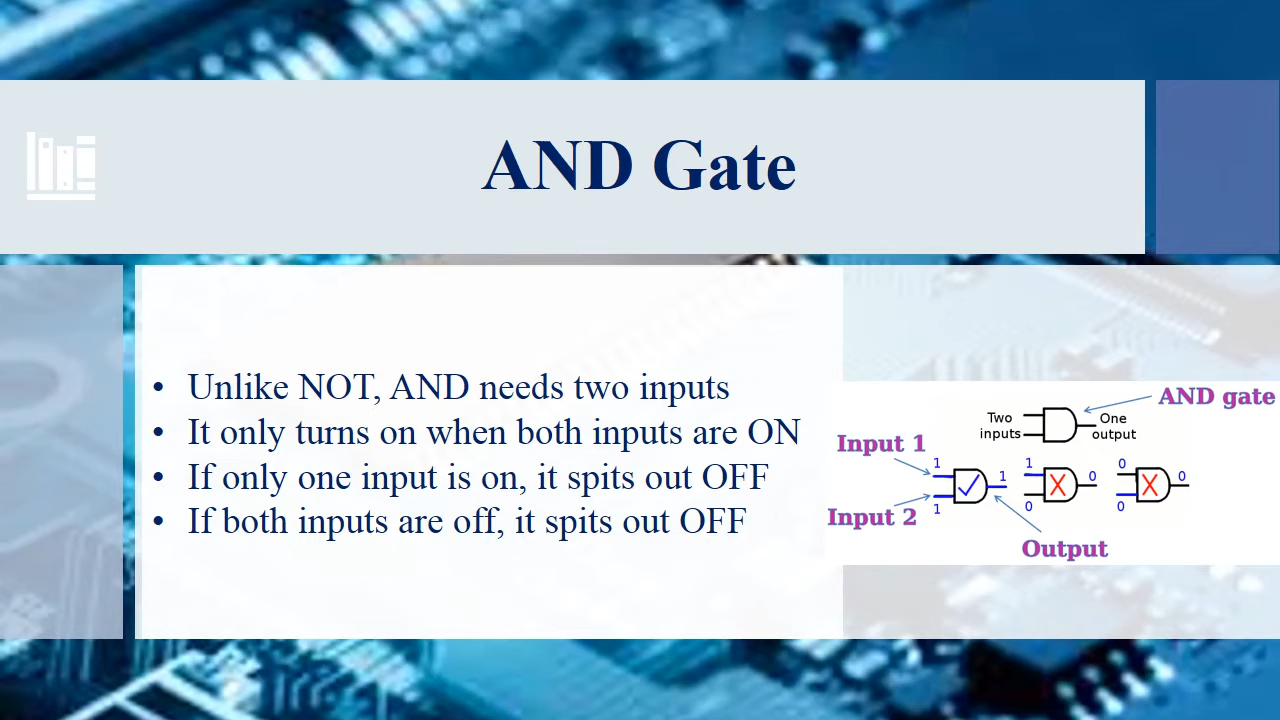 AND Gate
• Unlike NOT, AND needs two inputs
• It only turns on when both inputs are ON
• If only one input is on, it spits out OFF
• If both inputs are off, it spits out OFF
AND gate
Two
inputs
One
output
Input 1
Input 2
1
1
1
1
0
0
0
0
0
Output